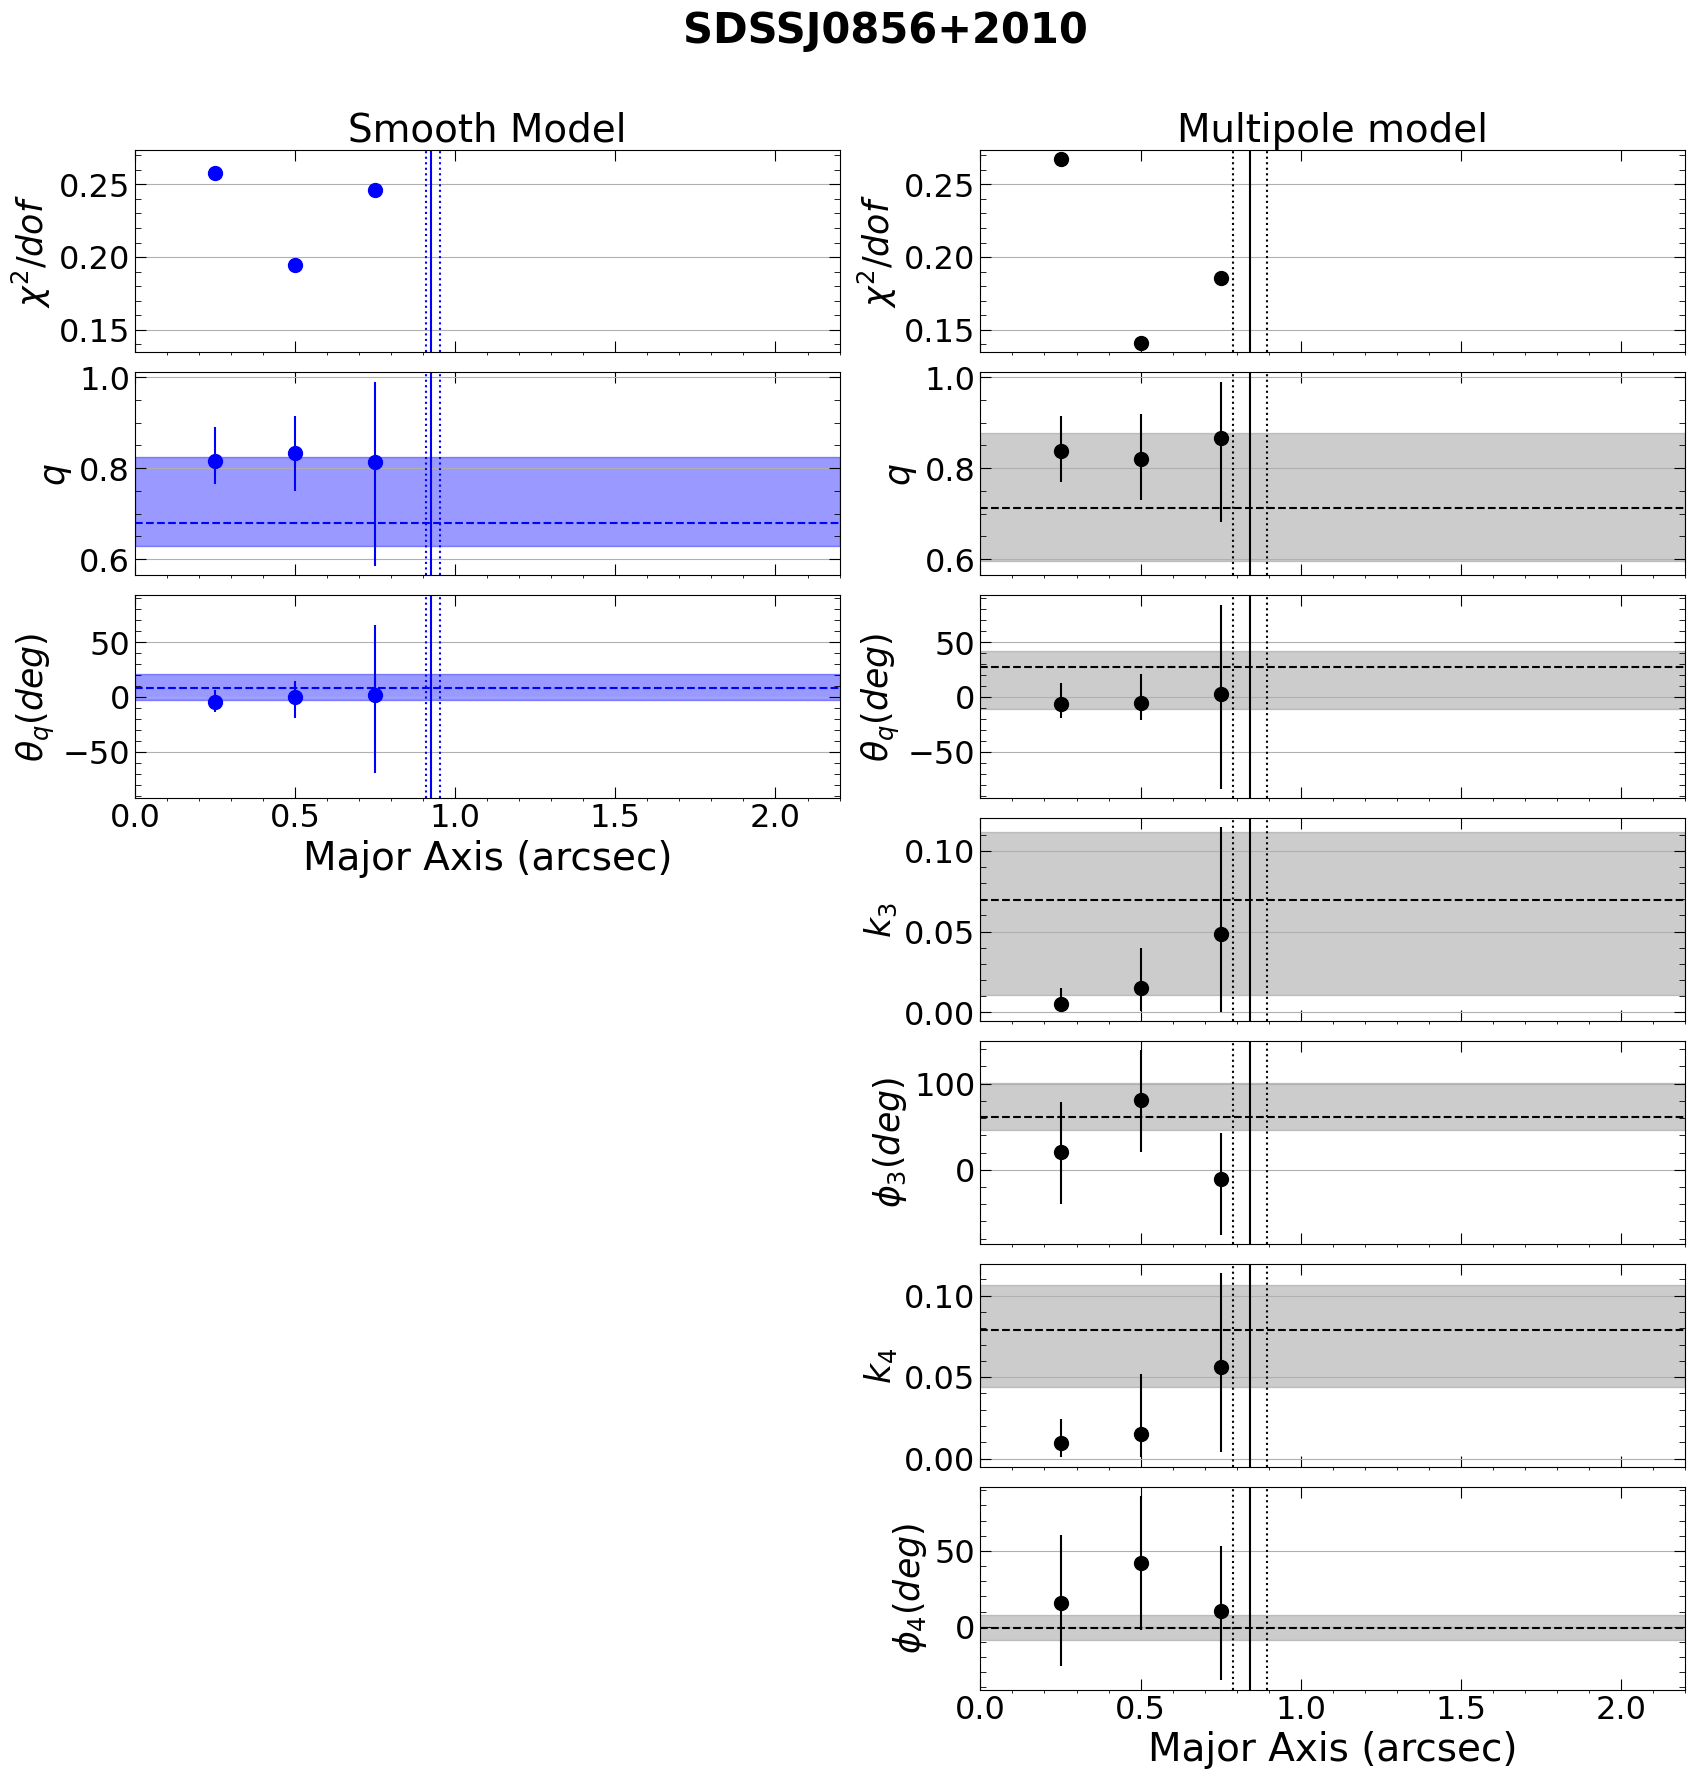 SDSSJ0856+2010
Smooth Model
χ²/dof
0.25
0.20
0.15
q
1.0
0.8
0.6
θq(deg)
50
0
−50
0.0 0.5 1.0 1.5 2.0
Major Axis (arcsec)
Multipole model
χ²/dof
0.25
0.20
0.15
q
1.0
0.8
0.6
θq(deg)
50
0
−50
k₃
0.10
0.05
0.00
ϕ₃(deg)
100
0
k₄
0.10
0.05
0.00
ϕ₄(deg)
50
0
0.0 0.5 1.0 1.5 2.0
Major Axis (arcsec)